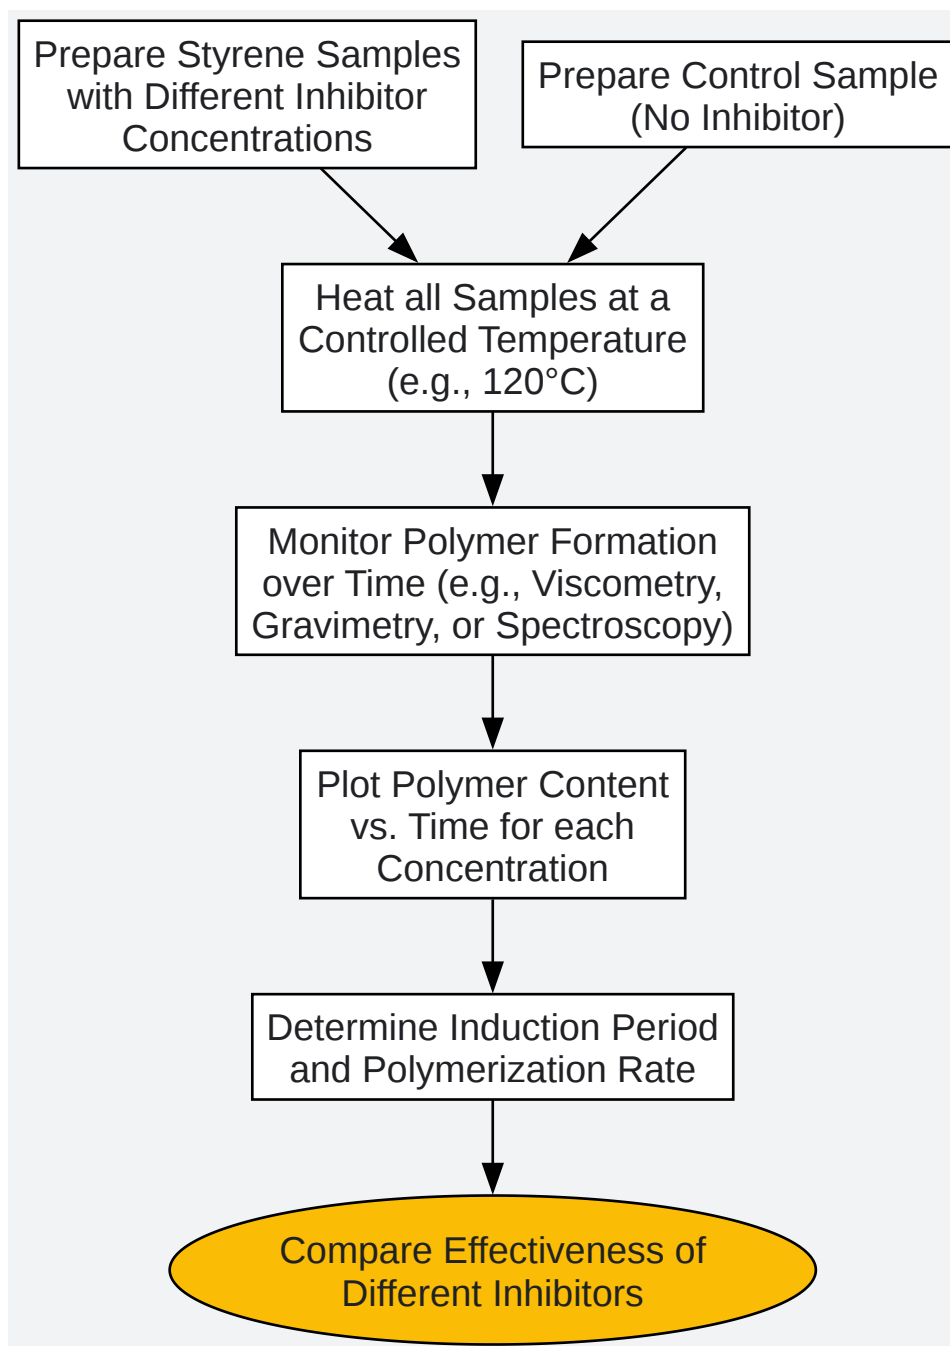 Prepare Styrene Samples
with Different Inhibitor
Concentrations
Prepare Control Sample
(No Inhibitor)
Heat all Samples at a
Controlled Temperature
(e.g., 120°C)
Monitor Polymer Formation
over Time (e.g., Viscometry,
Gravimetry, or Spectroscopy)
Plot Polymer Content
vs. Time for each
Concentration
Determine Induction Period
and Polymerization Rate
Compare Effectiveness of
Different Inhibitors